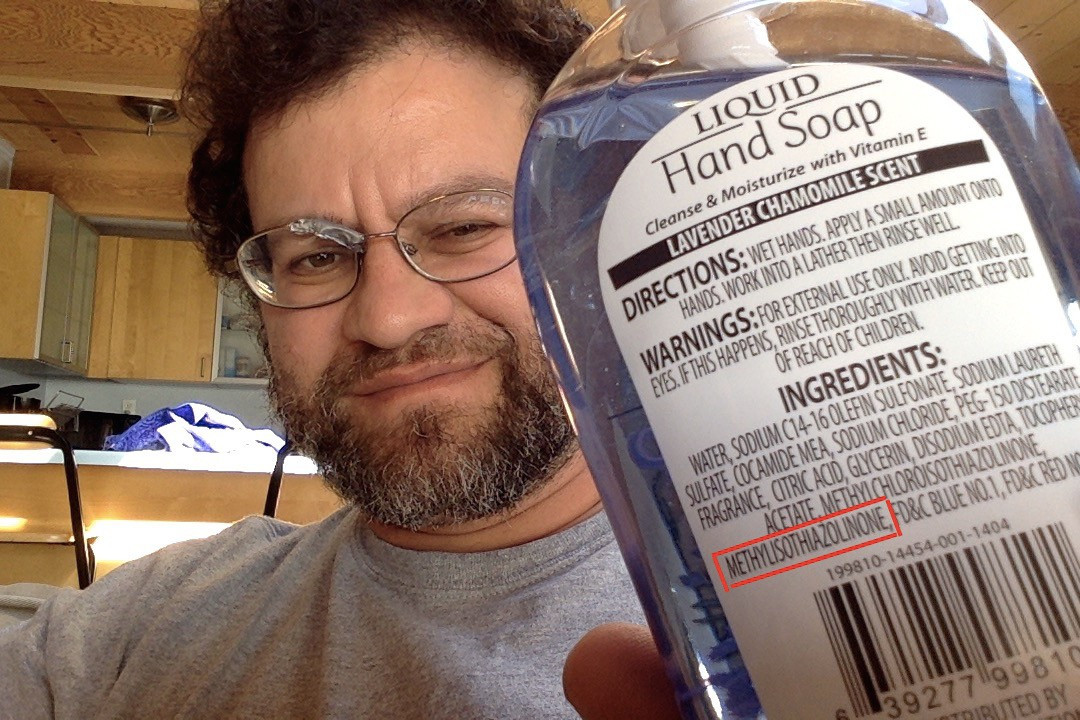 LIQUID
Hand Soap
Cleanse & Moisturize with Vitamin E
LAVENDER CHAMOMILE SCENT
DIRECTIONS: WET HANDS. APPLY A SMALL AMOUNT ONTO
HANDS. WORK INTO A LATHER THEN RINSE WELL.
WARNINGS: FOR EXTERNAL USE ONLY. AVOID GETTING INTO
EYES. IF THIS HAPPENS, RINSE THOROUGHLY WITH WATER. KEEP OUT
OF REACH OF CHILDREN.
INGREDIENTS:
WATER, SODIUM C14-16 OLEFIN SULFONATE, SODIUM LAURETH
SULFATE, COCAMIDE MEA, SODIUM CHLORIDE, PEG-150 DISTEARATE,
FRAGRANCE, CITRIC ACID, GLYCERIN, DISODIUM EDTA,
ACETATE, METHYLCHLOROISOTHIAZOLINONE,
METHYLISOTHIAZOLINONE, FD&C BLUE NO.1, FD&C RED
199810-14454-001-1404
6 39277 99810
DISTRIBUTED BY